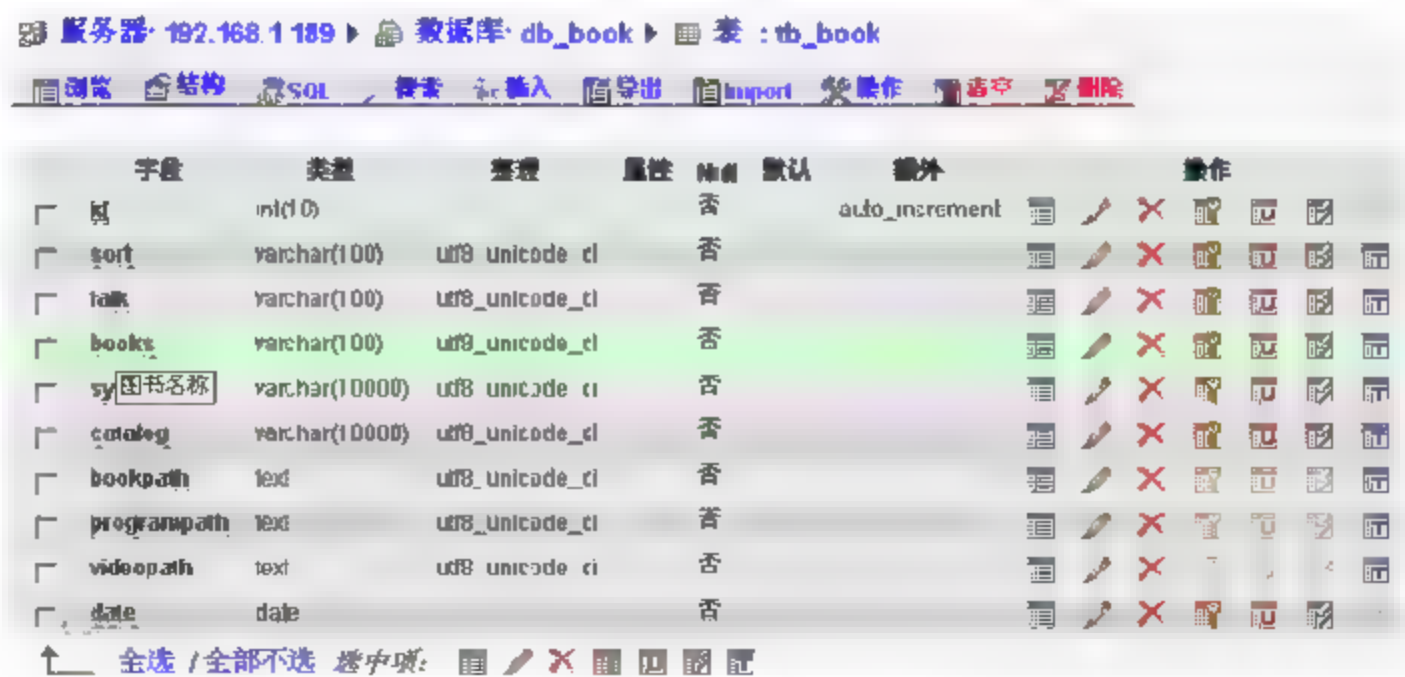 服务器: 192.168.1.189 ▶ 数据库: db_book ▶ 表 : tb_book
浏览 结构 SQL 搜索 插入 导出 Import 操作 清空 删除
字段 类型 整理 属性 Null 默认 额外 操作
id int(10) 否 auto_increment
sort varchar(100) utf8_unicode_ci 否
talk varchar(100) utf8_unicode_ci 否
books varchar(100) utf8_unicode_ci 否
sy 图书名称 varchar(10000) utf8_unicode_ci 否
catalog varchar(10000) utf8_unicode_ci 否
bookpath text utf8_unicode_ci 否
programpath text utf8_unicode_ci 否
videopath text utf8_unicode_ci 否
date date 否
全选 / 全部不选 选中项: